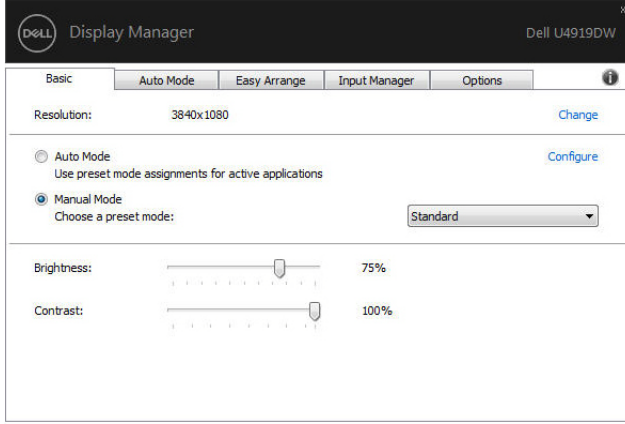 DELL Display Manager Dell U4919DW
x
Basic Auto Mode Easy Arrange Input Manager Options i
Resolution: 3840x1080 Change
Auto Mode Configure
Use preset mode assignments for active applications
Manual Mode
Choose a preset mode: Standard
Brightness: 75%
Contrast: 100%